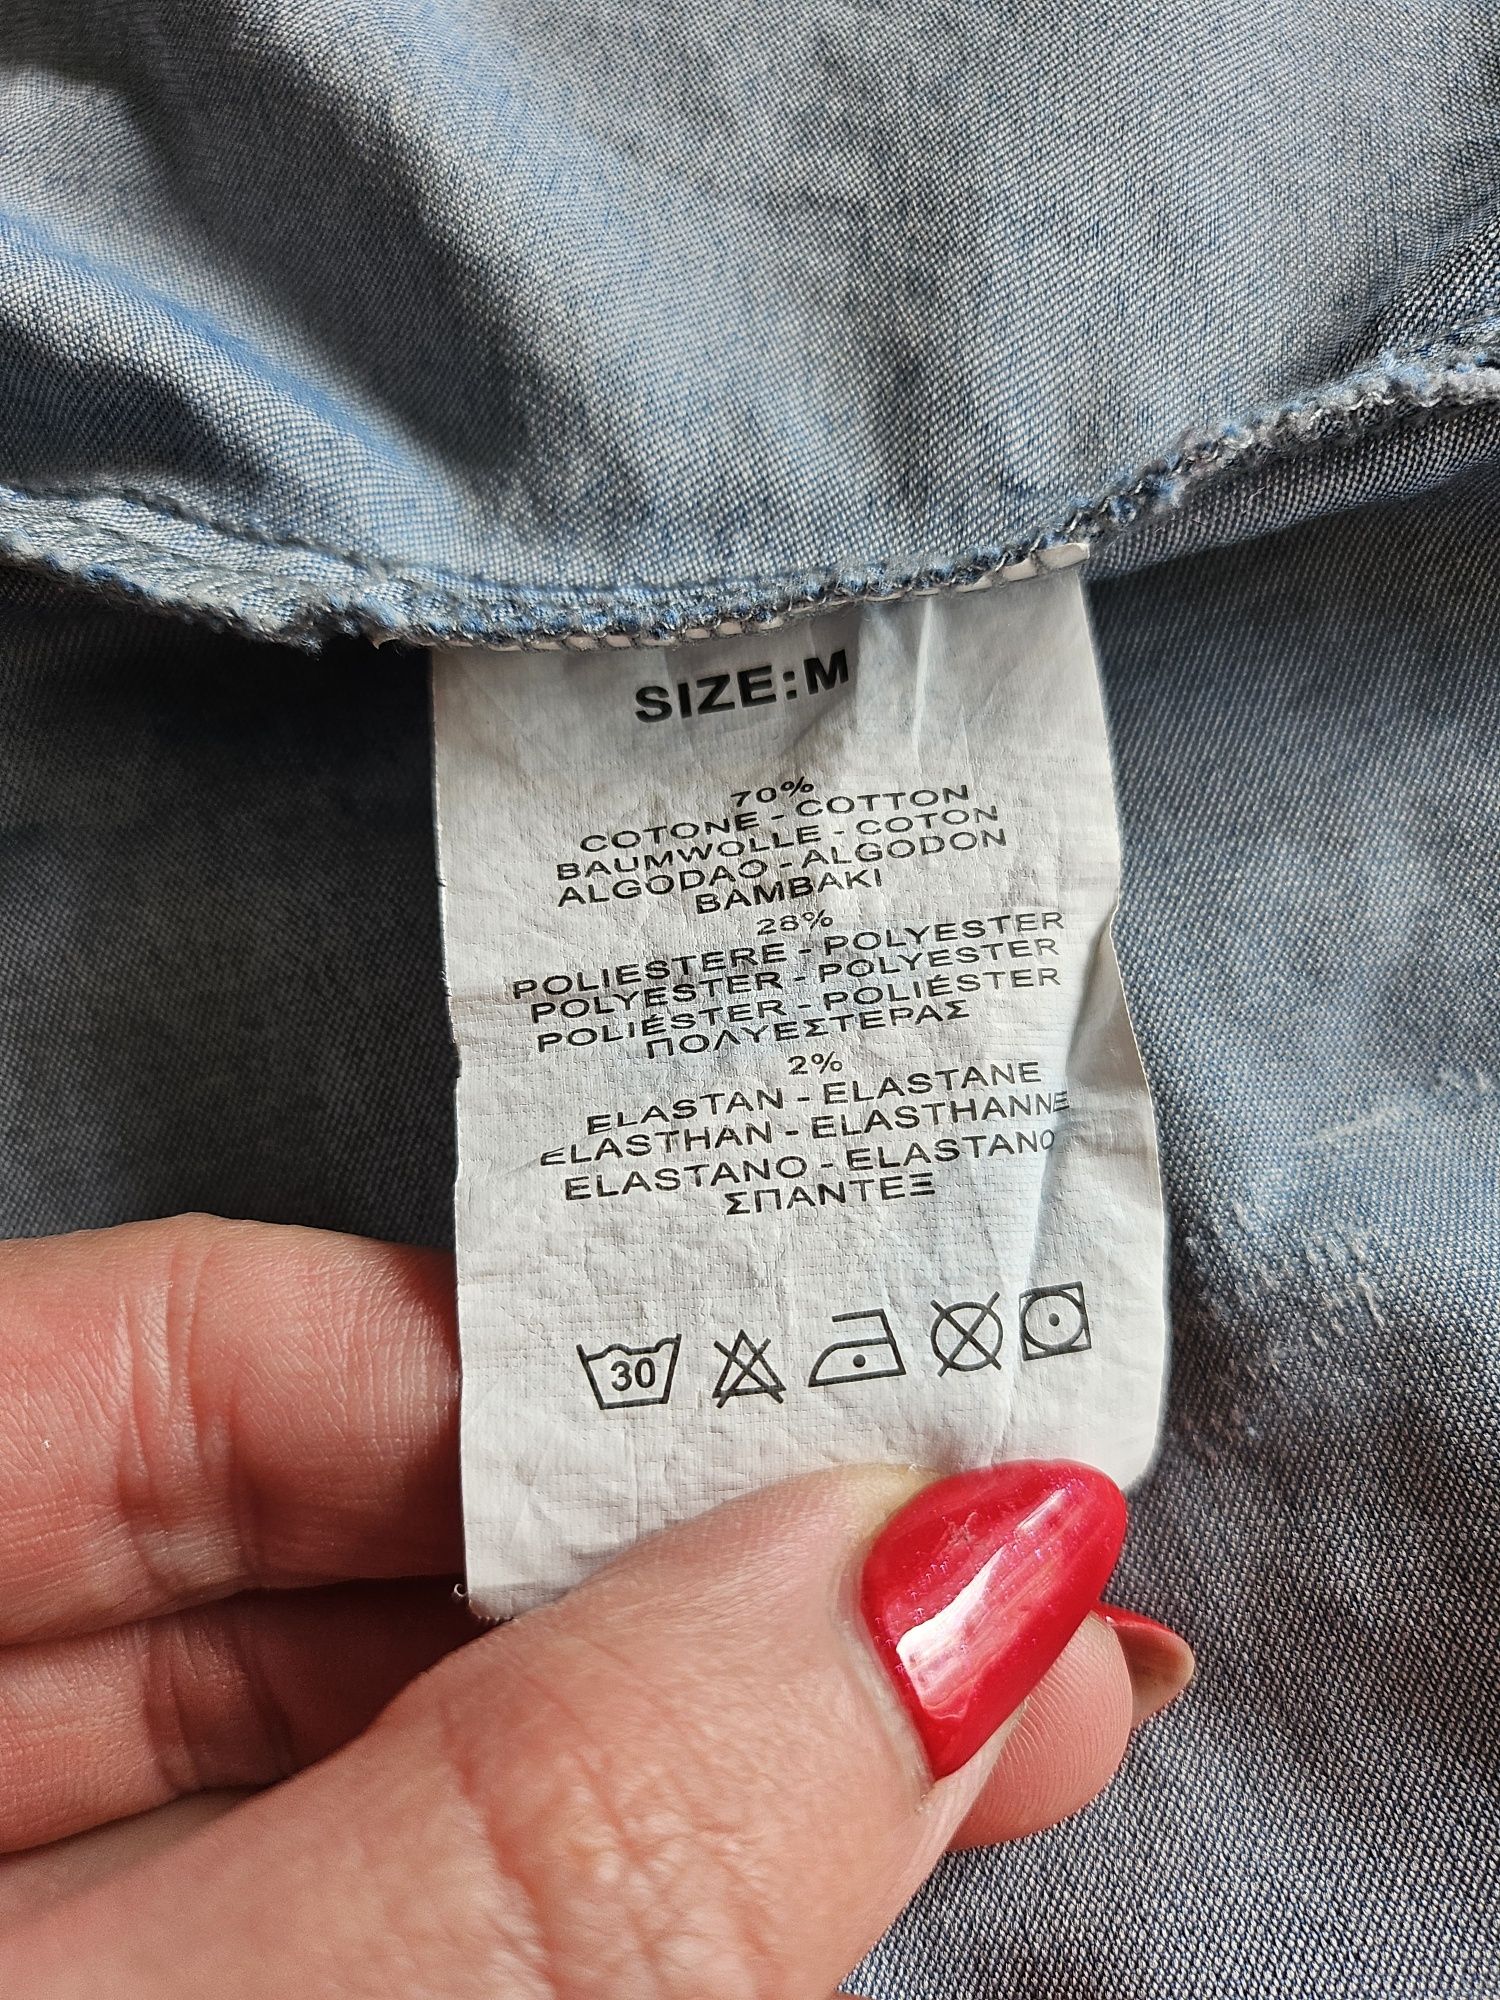 SIZE:M
70%
COTONE - COTTON
BAUMWOLLE - COTON
ALGODAO - ALGODON
BAMBAKI
28%
POLIESTERE - POLYESTER
POLYESTER - POLYESTER
POLIÉSTER - POLIÉSTER
ΠΟΛΥΕΣΤΕΡΑΣ
2%
ELASTAN - ELASTANE
ELASTHAN - ELASTHANNE
ELASTANO - ELASTANO
ΣΠΑΝΤΕΞ
30